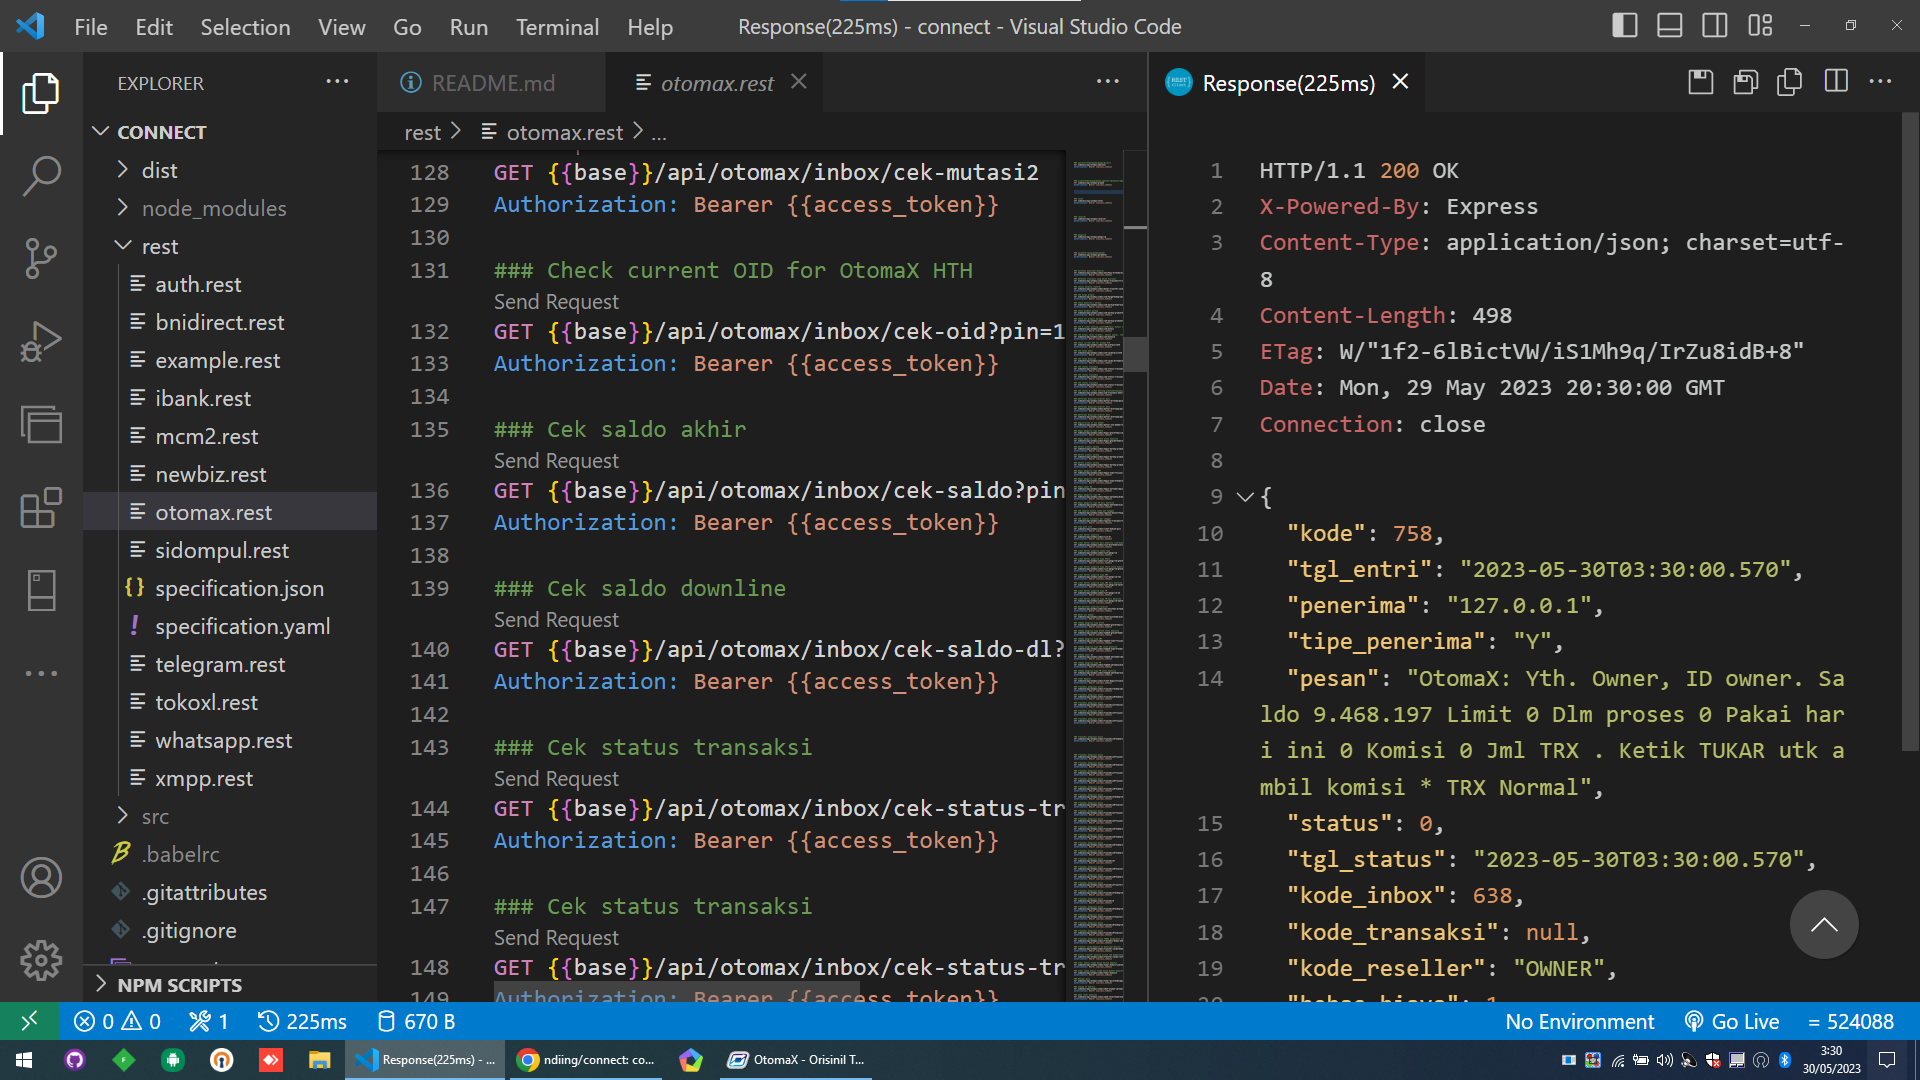 File Edit Selection View Go Run Terminal Help
Response(225ms) - connect - Visual Studio Code
EXPLORER
CONNECT
dist
node_modules
rest
auth.rest
bnidirect.rest
example.rest
ibank.rest
mcm2.rest
newbiz.rest
otomax.rest
sidompul.rest
{} specification.json
! specification.yaml
telegram.rest
tokoxl.rest
whatsapp.rest
xmpp.rest
src
.babelrc
.gitattributes
.gitignore
NPM SCRIPTS
README.md otomax.rest
rest > otomax.rest > ...
128 GET {{base}}/api/otomax/inbox/cek-mutasi2
129 Authorization: Bearer {{access_token}}
130
131 ### Check current OID for OtomaX HTH
Send Request
132 GET {{base}}/api/otomax/inbox/cek-oid?pin=1
133 Authorization: Bearer {{access_token}}
134
135 ### Cek saldo akhir
Send Request
136 GET {{base}}/api/otomax/inbox/cek-saldo?pin
137 Authorization: Bearer {{access_token}}
138
139 ### Cek saldo downline
Send Request
140 GET {{base}}/api/otomax/inbox/cek-saldo-dl?
141 Authorization: Bearer {{access_token}}
142
143 ### Cek status transaksi
Send Request
144 GET {{base}}/api/otomax/inbox/cek-status-tr
145 Authorization: Bearer {{access_token}}
146
147 ### Cek status transaksi
Send Request
148 GET {{base}}/api/otomax/inbox/cek-status-tr
149 Authorization: Bearer {{access_token}}
Response(225ms)
1 HTTP/1.1 200 OK
2 X-Powered-By: Express
3 Content-Type: application/json; charset=utf-
8
4 Content-Length: 498
5 ETag: W/"1f2-6lBictVW/iS1Mh9q/IrZu8idB+8"
6 Date: Mon, 29 May 2023 20:30:00 GMT
7 Connection: close
8
9 {
10 "kode": 758,
11 "tgl_entri": "2023-05-30T03:30:00.570",
12 "penerima": "127.0.0.1",
13 "tipe_penerima": "Y",
14 "pesan": "OtomaX: Yth. Owner, ID owner. Sa
ldo 9.468.197 Limit 0 Dlm proses 0 Pakai har
i ini 0 Komisi 0 Jml TRX . Ketik TUKAR utk a
mbil komisi * TRX Normal",
15 "status": 0,
16 "tgl_status": "2023-05-30T03:30:00.570",
17 "kode_inbox": 638,
18 "kode_transaksi": null,
19 "kode_reseller": "OWNER",
0 0 1 225ms 670 B
No Environment Go Live = 524088
Response(225ms) - ...
ndiing/connect: co...
OtomaX - Orisinil T...
3:30
30/05/2023